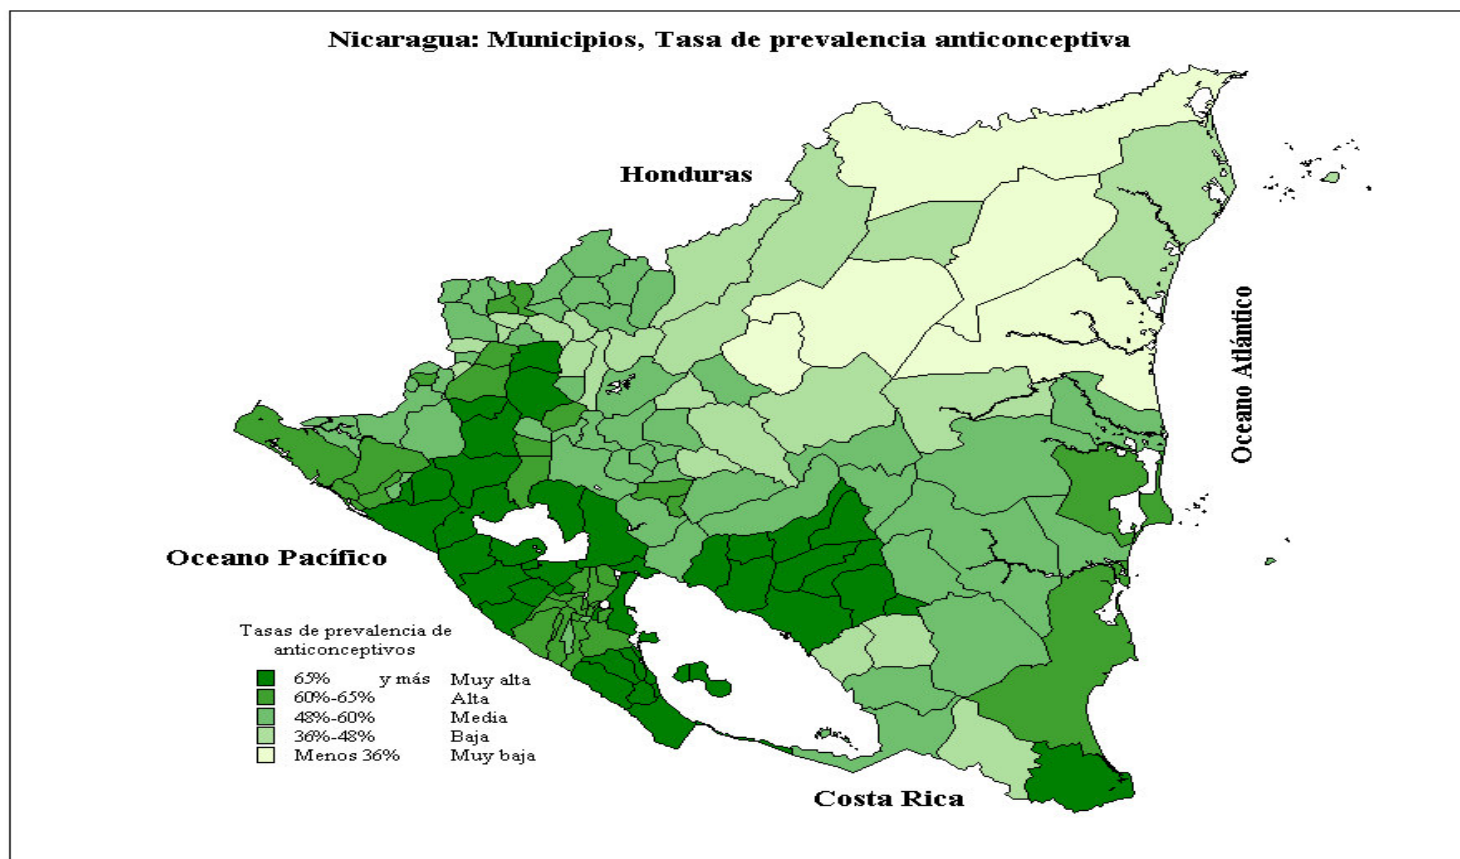 Nicaragua: Municipios, Tasa de prevalencia anticonceptiva
Honduras
Oceano Atlántico
Oceano Pacífico
Tasas de prevalencia de
anticonceptivos
65% y más Muy alta
60%-65% Alta
48%-60% Media
36%-48% Baja
Menos 36% Muy baja
Costa Rica